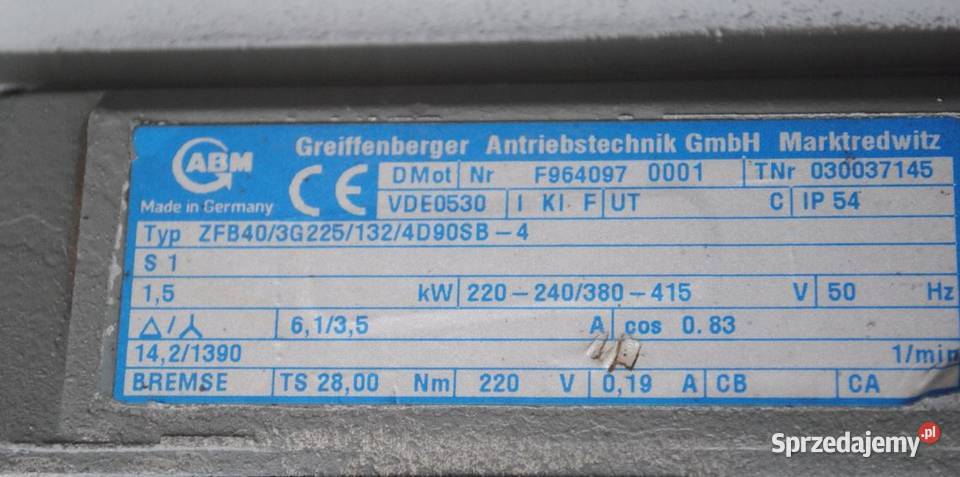 ABM
Made in Germany
Greiffenberger Antriebstechnik GmbH Marktredwitz
CE
DMot Nr F964097 0001 TNr 030037145
VDE0530 I Kl F UT C IP 54
Typ ZFB40/3G225/132/4D90SB-4
S 1
1,5 kW 220-240/380-415 V 50 Hz
△/⅄ 6,1/3,5 A cos 0.83
14,2/1390 1/min
BREMSE TS 28,00 Nm 220 V 0,19 A CB CA
Sprzedajemy.pl